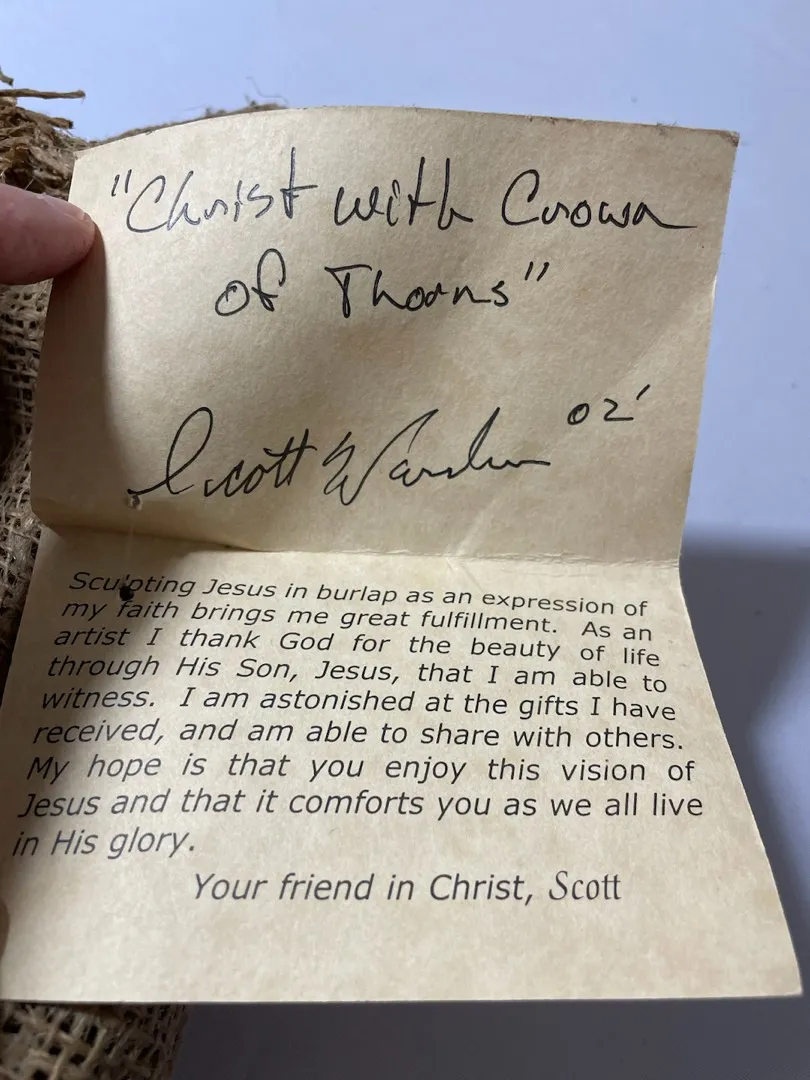 "Christ with Crown
of Thorns"
Scott 02'
Sculpting Jesus in burlap as an expression of
my faith brings me great fulfillment. As an
artist I thank God for the beauty of life
through His Son, Jesus, that I am able to
witness. I am astonished at the gifts I have
received, and am able to share with others.
My hope is that you enjoy this vision of
Jesus and that it comforts you as we all live
in His glory.
Your friend in Christ, Scott